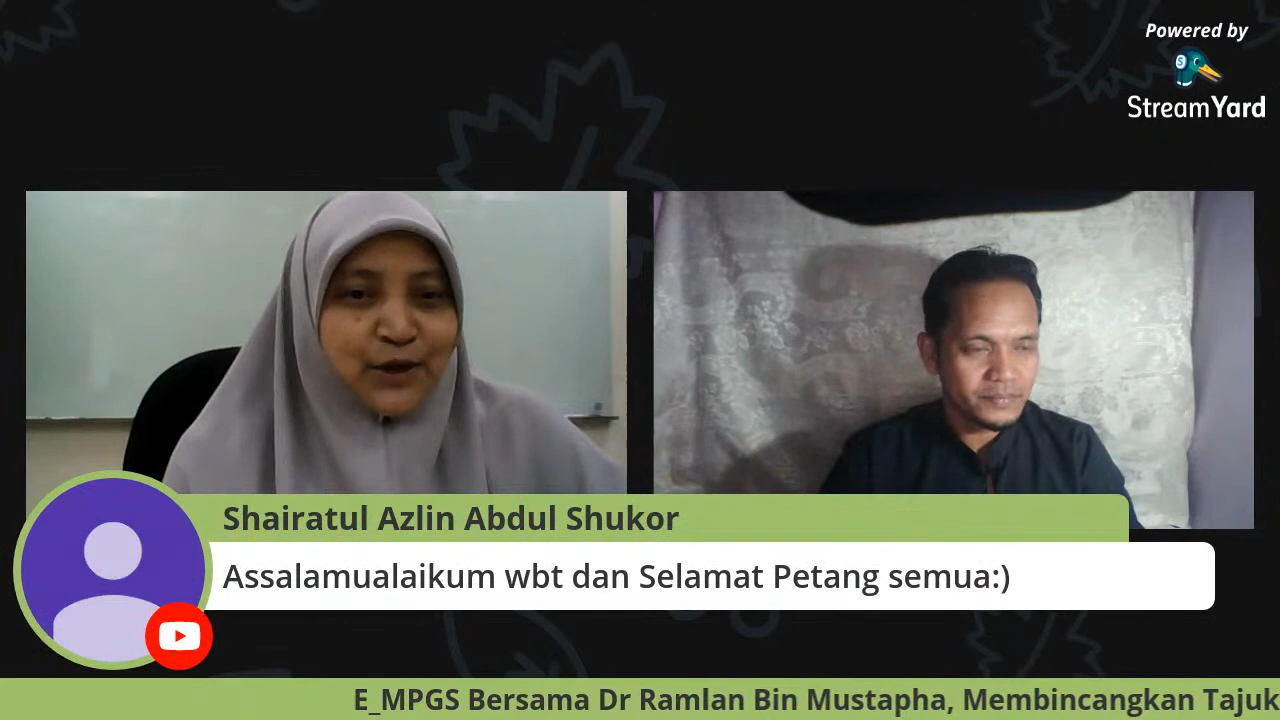 Powered by
StreamYard
Shairatul Azlin Abdul Shukor
Assalamualaikum wbt dan Selamat Petang semua:)
E_MPGS Bersama Dr Ramlan Bin Mustapha, Membincangkan Tajuk